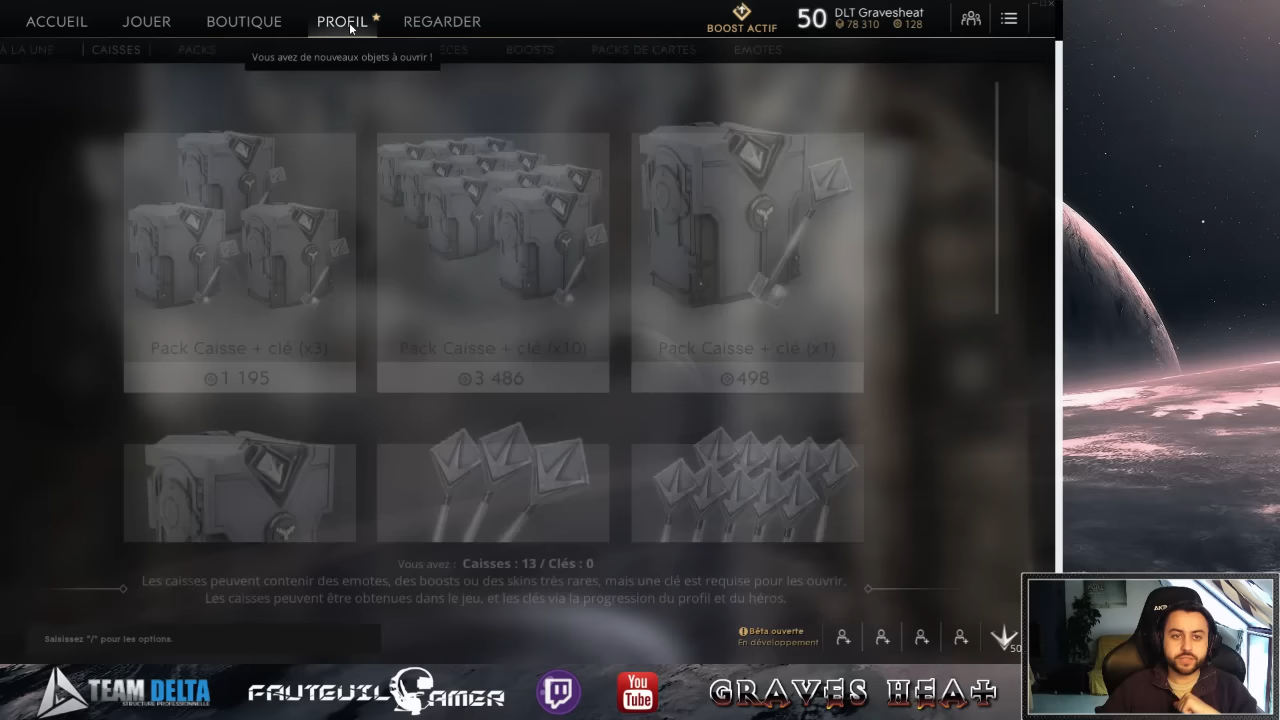 ACCUEIL JOUER BOUTIQUE PROFIL REGARDER
BOOST ACTIF
50 DLT Gravesheat
78 310 128
À LA UNE CAISSES PACKS BOOSTS PACKS DE CARTES EMOTES
Vous avez de nouveaux objets à ouvrir !
Pack Caisse + clé (x3) Pack Caisse + clé (x10) Pack Caisse + clé (x1)
1 195 3 486 498
Vous avez : Caisses : 13 / Clés : 0
Les caisses peuvent contenir des emotes, des boosts ou des skins très rares, mais une clé est requise pour les ouvrir.
Les caisses peuvent être obtenues dans le jeu, et les clés via la progression du profil et du héros.
Saisissez "/" pour les options.
Bêta ouverte
En développement
50
TEAM DELTA
STRUCTURE PROFESSIONNELLE
FAUTEUIL GAMER
You
Tube
GRAVES HEAT